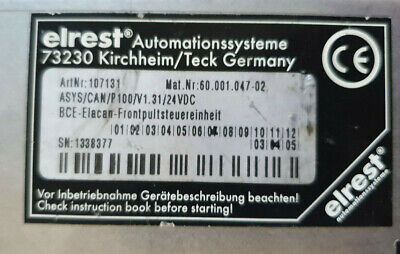 elrest® Automationssysteme
73230 Kirchheim/Teck Germany
CE
ArtNr: 107131 Mat.Nr:60.001.047-02
ASYS/CAN/P100/V1.31/24VDC
BCE-Elacan-Frontpultsteuereinheit
01 02 03 04 05 06 07 08 09 10 11 12
SN:1338377 03 04 05
Vor Inbetriebnahme Gerätebeschreibung beachten!
Check instruction book before starting!
elrest®
automationssysteme